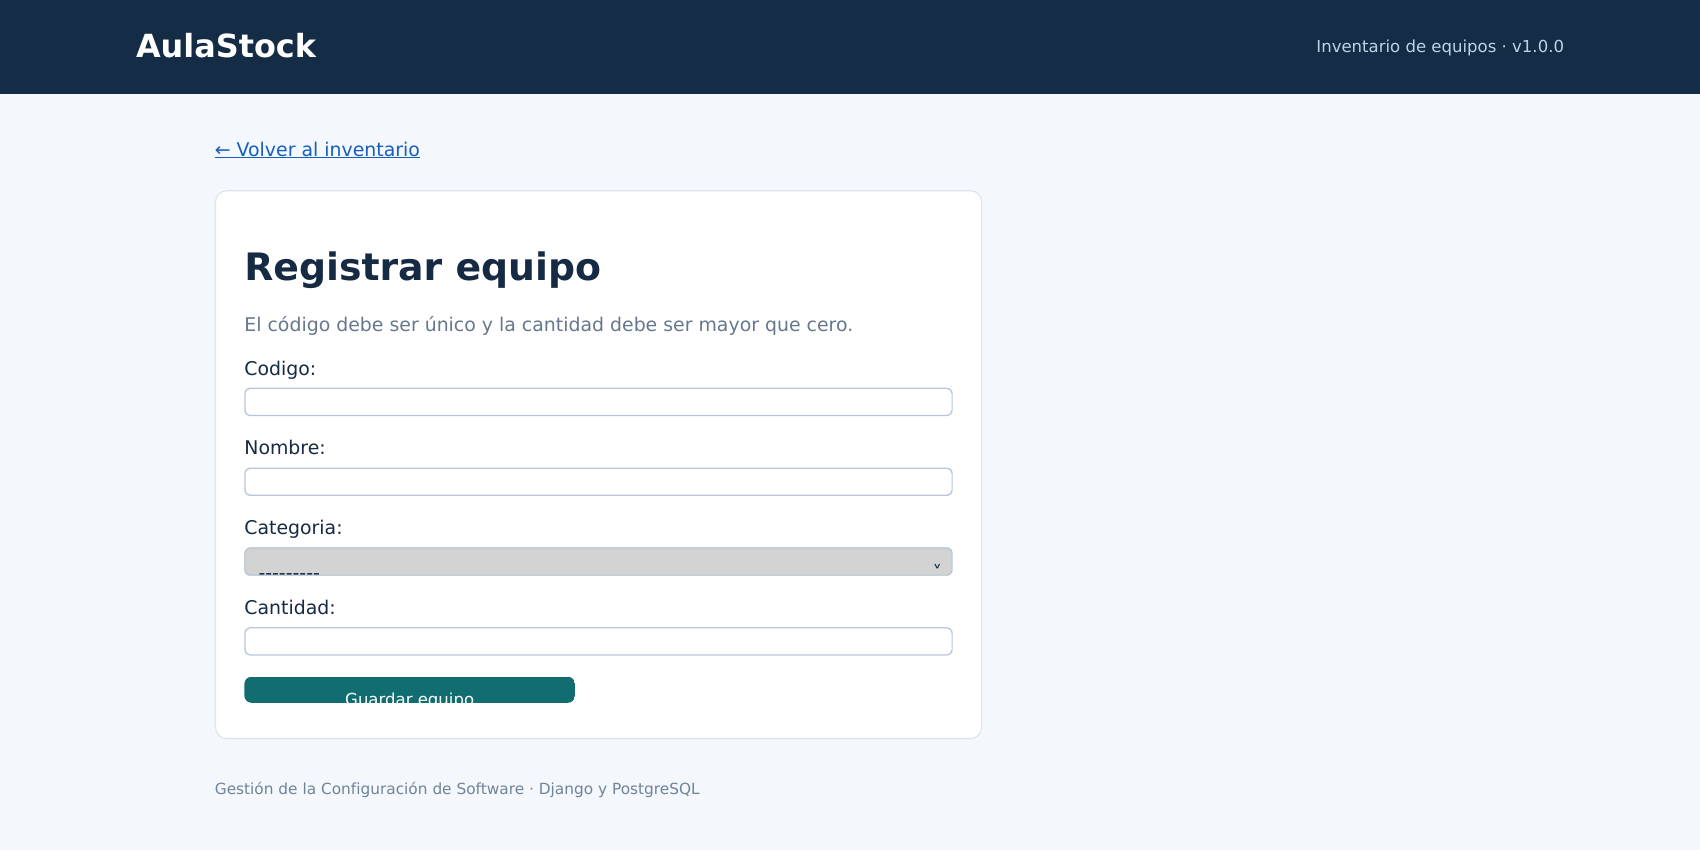 AulaStock
Inventario de equipos · v1.0.0
← Volver al inventario
Registrar equipo
El código debe ser único y la cantidad debe ser mayor que cero.
Codigo:
Nombre:
Categoria:
---------
Cantidad:
Guardar equipo
Gestión de la Configuración de Software · Django y PostgreSQL